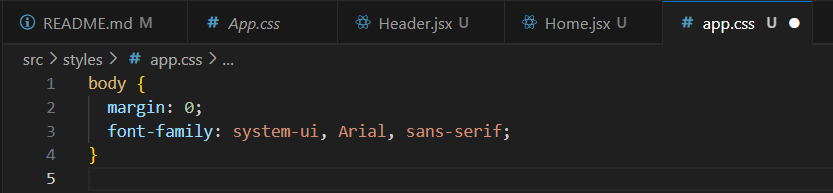 README.md M # App.css Header.jsx U Home.jsx U # app.css U
src > styles > # app.css > ...
1 body {
2 margin: 0;
3 font-family: system-ui, Arial, sans-serif;
4 }
5